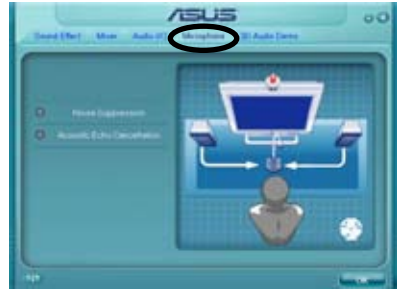 ASUS
Sound Effect Mixer Audio I/O Microphone 3D Audio Demo
Noise Suppression
Acoustic Echo Cancellation
OK